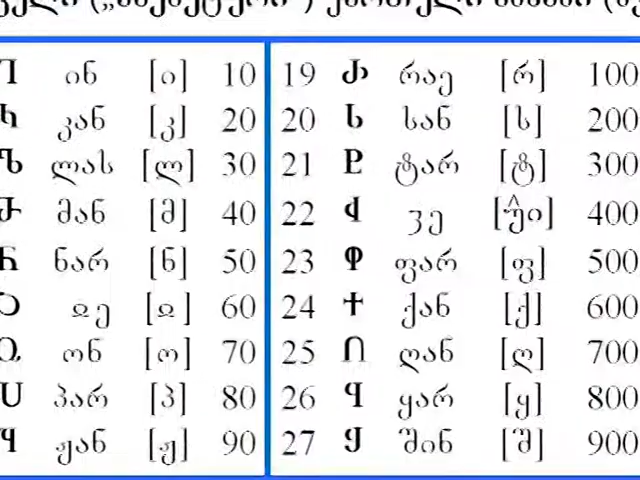 ინ [ი] 10
კან [კ] 20
ლას [ლ] 30
მან [მ] 40
ნარ [ნ] 50
ჲე [ჲ] 60
ონ [ო] 70
პარ [პ] 80
ჟან [ჟ] 90
19 Ⴐ რაე [რ] 100
20 Ⴑ სან [ს] 200
21 Ⴒ ტარ [ტ] 300
22 Ⴣ ჳე [უ̂ი] 400
23 Ⴔ ფარ [ფ] 500
24 Ⴕ ქან [ქ] 600
25 Ⴖ ღან [ღ] 700
26 Ⴗ ყარ [ყ] 800
27 Ⴘ შინ [შ] 900